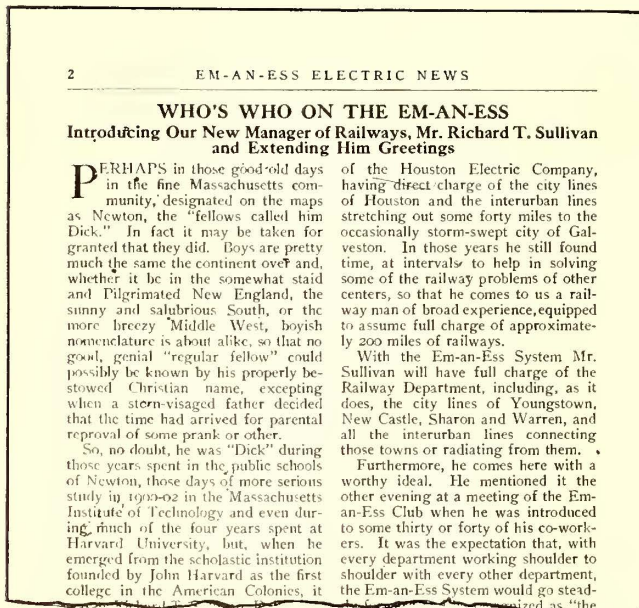 2 EM-AN-ESS ELECTRIC NEWS
WHO'S WHO ON THE EM-AN-ESS
Introducing Our New Manager of Railways, Mr. Richard T. Sullivan
and Extending Him Greetings
PERHAPS in those good old days
in the fine Massachusetts com-
munity, designated on the maps
as Newton, the "fellows called him
Dick." In fact it may be taken for
granted that they did. Boys are pretty
much the same the continent over and,
whether it be in the somewhat staid
and Pilgrimated New England, the
sunny and salubrious South, or the
more breezy Middle West, boyish
nomenclature is about alike, so that no
good, genial "regular fellow" could
possibly be known by his properly be-
stowed Christian name, excepting
when a stern-visaged father decided
that the time had arrived for parental
reproval of some prank or other.
So, no doubt, he was "Dick" during
those years spent in the public schools
of Newton, those days of more serious
study in 1900-02 in the Massachusetts
Institute of Technology and even dur-
ing much of the four years spent at
Harvard University, but, when he
emerged from the scholastic institution
founded by John Harvard as the first
college in the American Colonies, it
of the Houston Electric Company,
having direct charge of the city lines
of Houston and the interurban lines
stretching out some forty miles to the
occasionally storm-swept city of Gal-
veston. In those years he still found
time, at intervals to help in solving
some of the railway problems of other
centers, so that he comes to us a rail-
way man of broad experience, equipped
to assume full charge of approximate-
ly 200 miles of railways.
With the Em-an-Ess System Mr.
Sullivan will have full charge of the
Railway Department, including, as it
does, the city lines of Youngstown,
New Castle, Sharon and Warren, and
all the interurban lines connecting
those towns or radiating from them.
Furthermore, he comes here with a
worthy ideal. He mentioned it the
other evening at a meeting of the Em-
an-Ess Club when he was introduced
to some thirty or forty of his co-work-
ers. It was the expectation that, with
every department working shoulder to
shoulder with every other department,
the Em-an-Ess System would go stead-
as "the